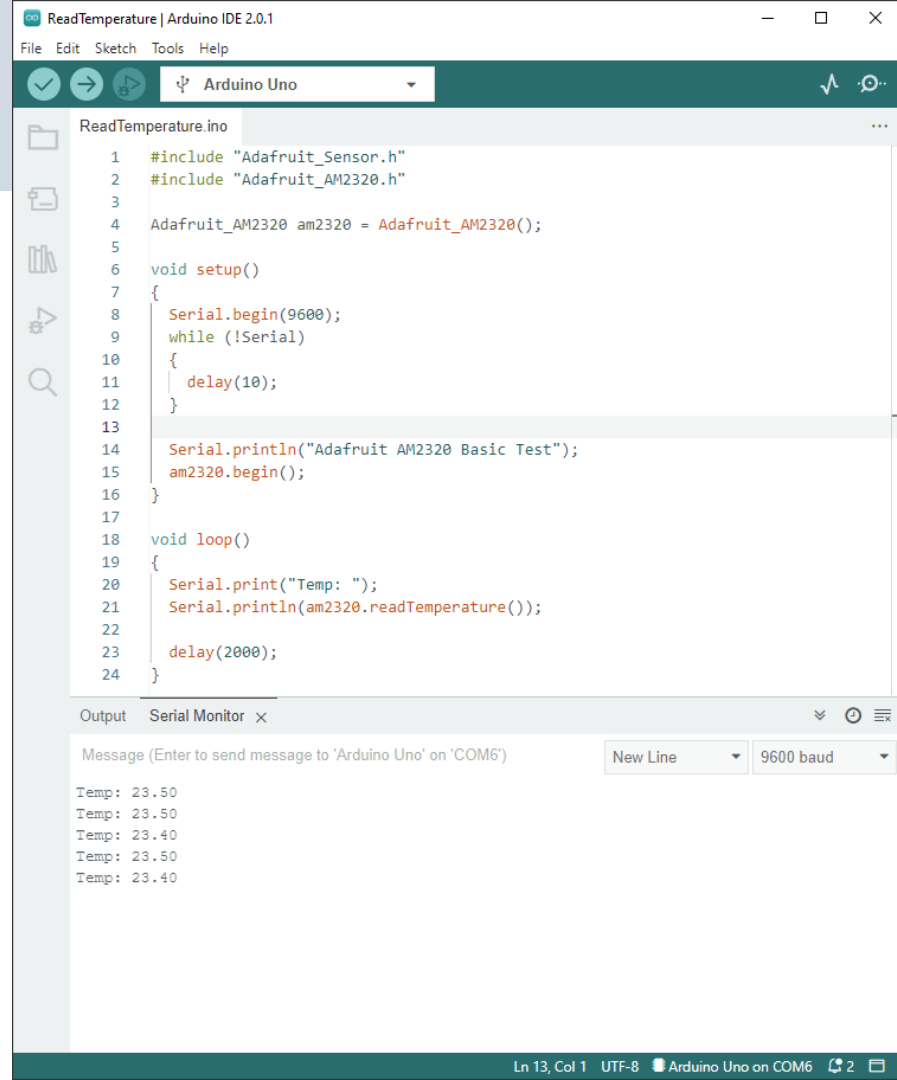 ReadTemperature | Arduino IDE 2.0.1
File Edit Sketch Tools Help
Arduino Uno
ReadTemperature.ino
1 #include "Adafruit_Sensor.h"
2 #include "Adafruit_AM2320.h"
3
4 Adafruit_AM2320 am2320 = Adafruit_AM2320();
5
6 void setup()
7 {
8   Serial.begin(9600);
9   while (!Serial)
10   {
11     delay(10);
12   }
13
14   Serial.println("Adafruit AM2320 Basic Test");
15   am2320.begin();
16 }
17
18 void loop()
19 {
20   Serial.print("Temp: ");
21   Serial.println(am2320.readTemperature());
22
23   delay(2000);
24 }
Output Serial Monitor
Message (Enter to send message to 'Arduino Uno' on 'COM6') New Line 9600 baud
Temp: 23.50
Temp: 23.50
Temp: 23.40
Temp: 23.50
Temp: 23.40
Ln 13, Col 1 UTF-8 Arduino Uno on COM6 2